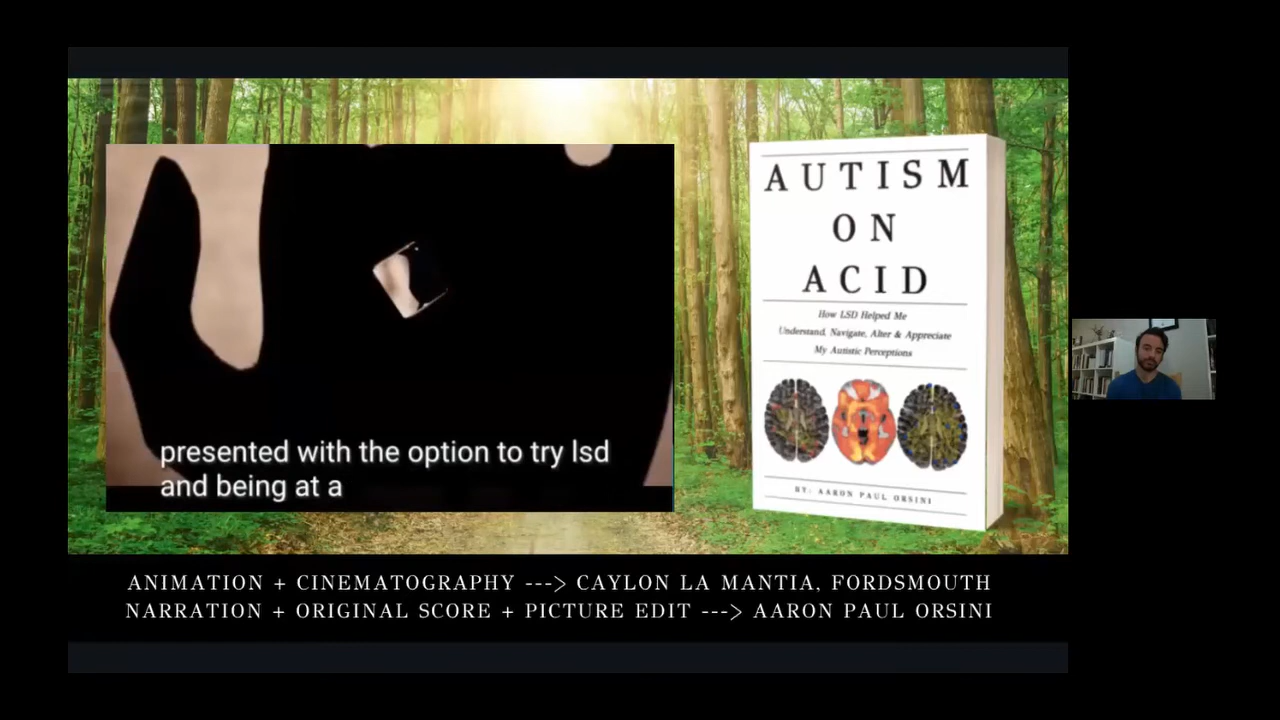 presented with the option to try lsd
and being at a
AUTISM
ON
ACID
How LSD Helped Me
Understand, Navigate, Alter & Appreciate
My Autistic Perceptions
BY: AARON PAUL ORSINI
ANIMATION + CINEMATOGRAPHY ---> CAYLON LA MANTIA, FORDSMOUTH
NARRATION + ORIGINAL SCORE + PICTURE EDIT ---> AARON PAUL ORSINI